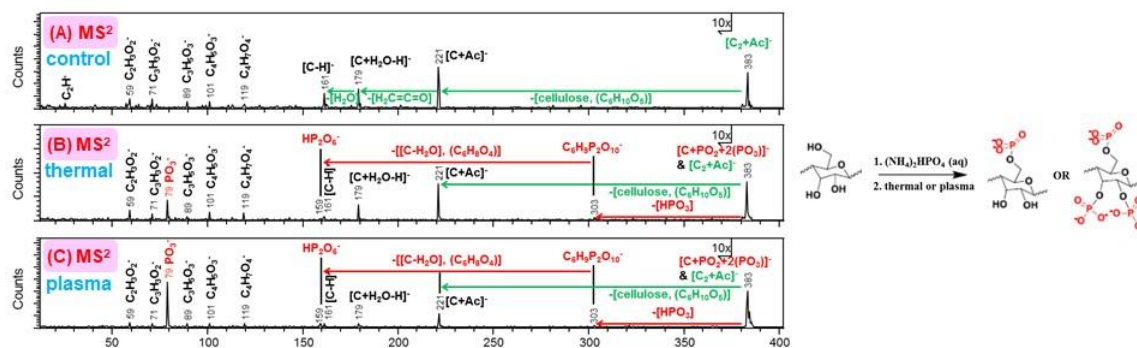 (A) MS²
control
Counts
C₂H⁻
59 C₂H₃O₂⁻
71 C₃H₃O₂⁻
89 C₃H₅O₃⁻
101 C₄H₅O₃⁻
119 C₄H₇O₄⁻
[C-H]⁻
161
[C+H₂O-H]⁻
179
[C+Ac]⁻
221
10x
[C₂+Ac]⁻
383
-[H₂O]
-[H₂C=C=O]
-[cellulose, (C₆H₁₀O₅)]
(B) MS²
thermal
Counts
59 C₂H₃O₂⁻
71 C₃H₃O₂⁻
79 PO₃⁻
89 C₃H₅O₃⁻
101 C₄H₅O₃⁻
119 C₄H₇O₄⁻
HP₂O₆⁻
159
161 [C-H]⁻
[C+H₂O-H]⁻
179
[C+Ac]⁻
221
-[[C-H₂O], (C₆H₈O₄)]
C₆H₉P₂O₁₀⁻
303
10x
[C+PO₂+2(PO₃)]⁻
& [C₂+Ac]⁻
383
-[cellulose, (C₆H₁₀O₅)]
-[HPO₃]
(C) MS²
plasma
Counts
59 C₂H₃O₂⁻
71 C₃H₃O₂⁻
79 PO₃⁻
89 C₃H₅O₃⁻
101 C₄H₅O₃⁻
119 C₄H₇O₄⁻
HP₂O₆⁻
159
161 [C-H]⁻
[C+H₂O-H]⁻
179
[C+Ac]⁻
221
-[[C-H₂O], (C₆H₈O₄)]
C₆H₉P₂O₁₀⁻
303
10x
[C+PO₂+2(PO₃)]⁻
& [C₂+Ac]⁻
383
-[cellulose, (C₆H₁₀O₅)]
-[HPO₃]
50 100 150 200 250 300 350 400
HO
O
O
HO OH
1. (NH₄)₂HPO₄ (aq)
2. thermal or plasma
OR